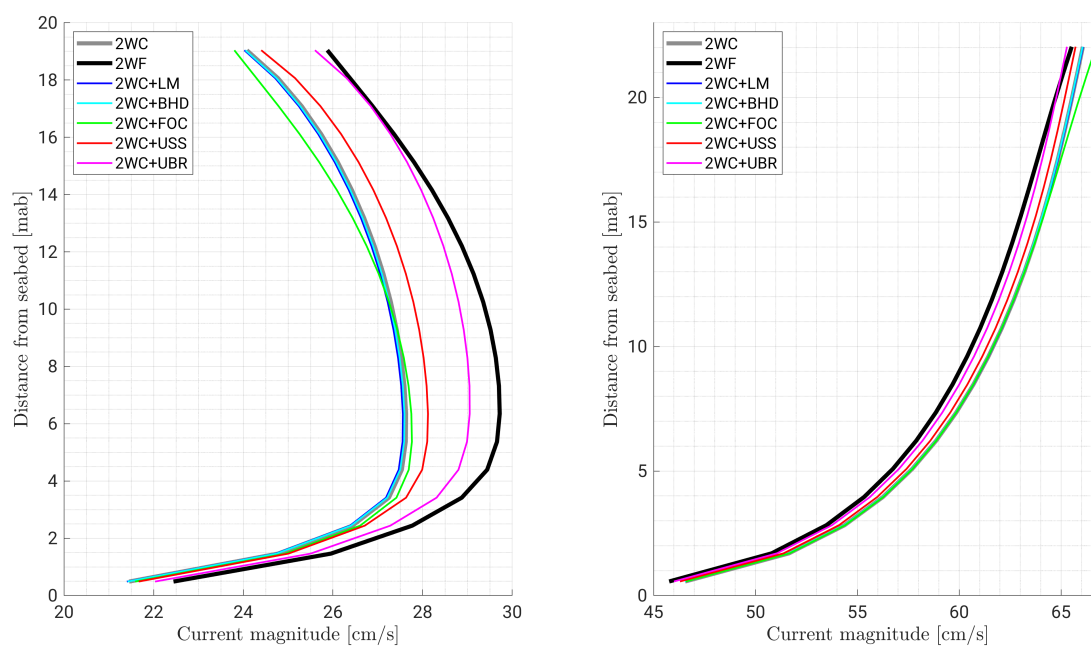 20
18
16
14
12
10
8
6
4
2
0
Distance from seabed [mab]
2WC
2WF
2WC+LM
2WC+BHD
2WC+FOC
2WC+USS
2WC+UBR
20 22 24 26 28 30
Current magnitude [cm/s]
20
15
10
5
0
Distance from seabed [mab]
2WC
2WF
2WC+LM
2WC+BHD
2WC+FOC
2WC+USS
2WC+UBR
45 50 55 60 65
Current magnitude [cm/s]